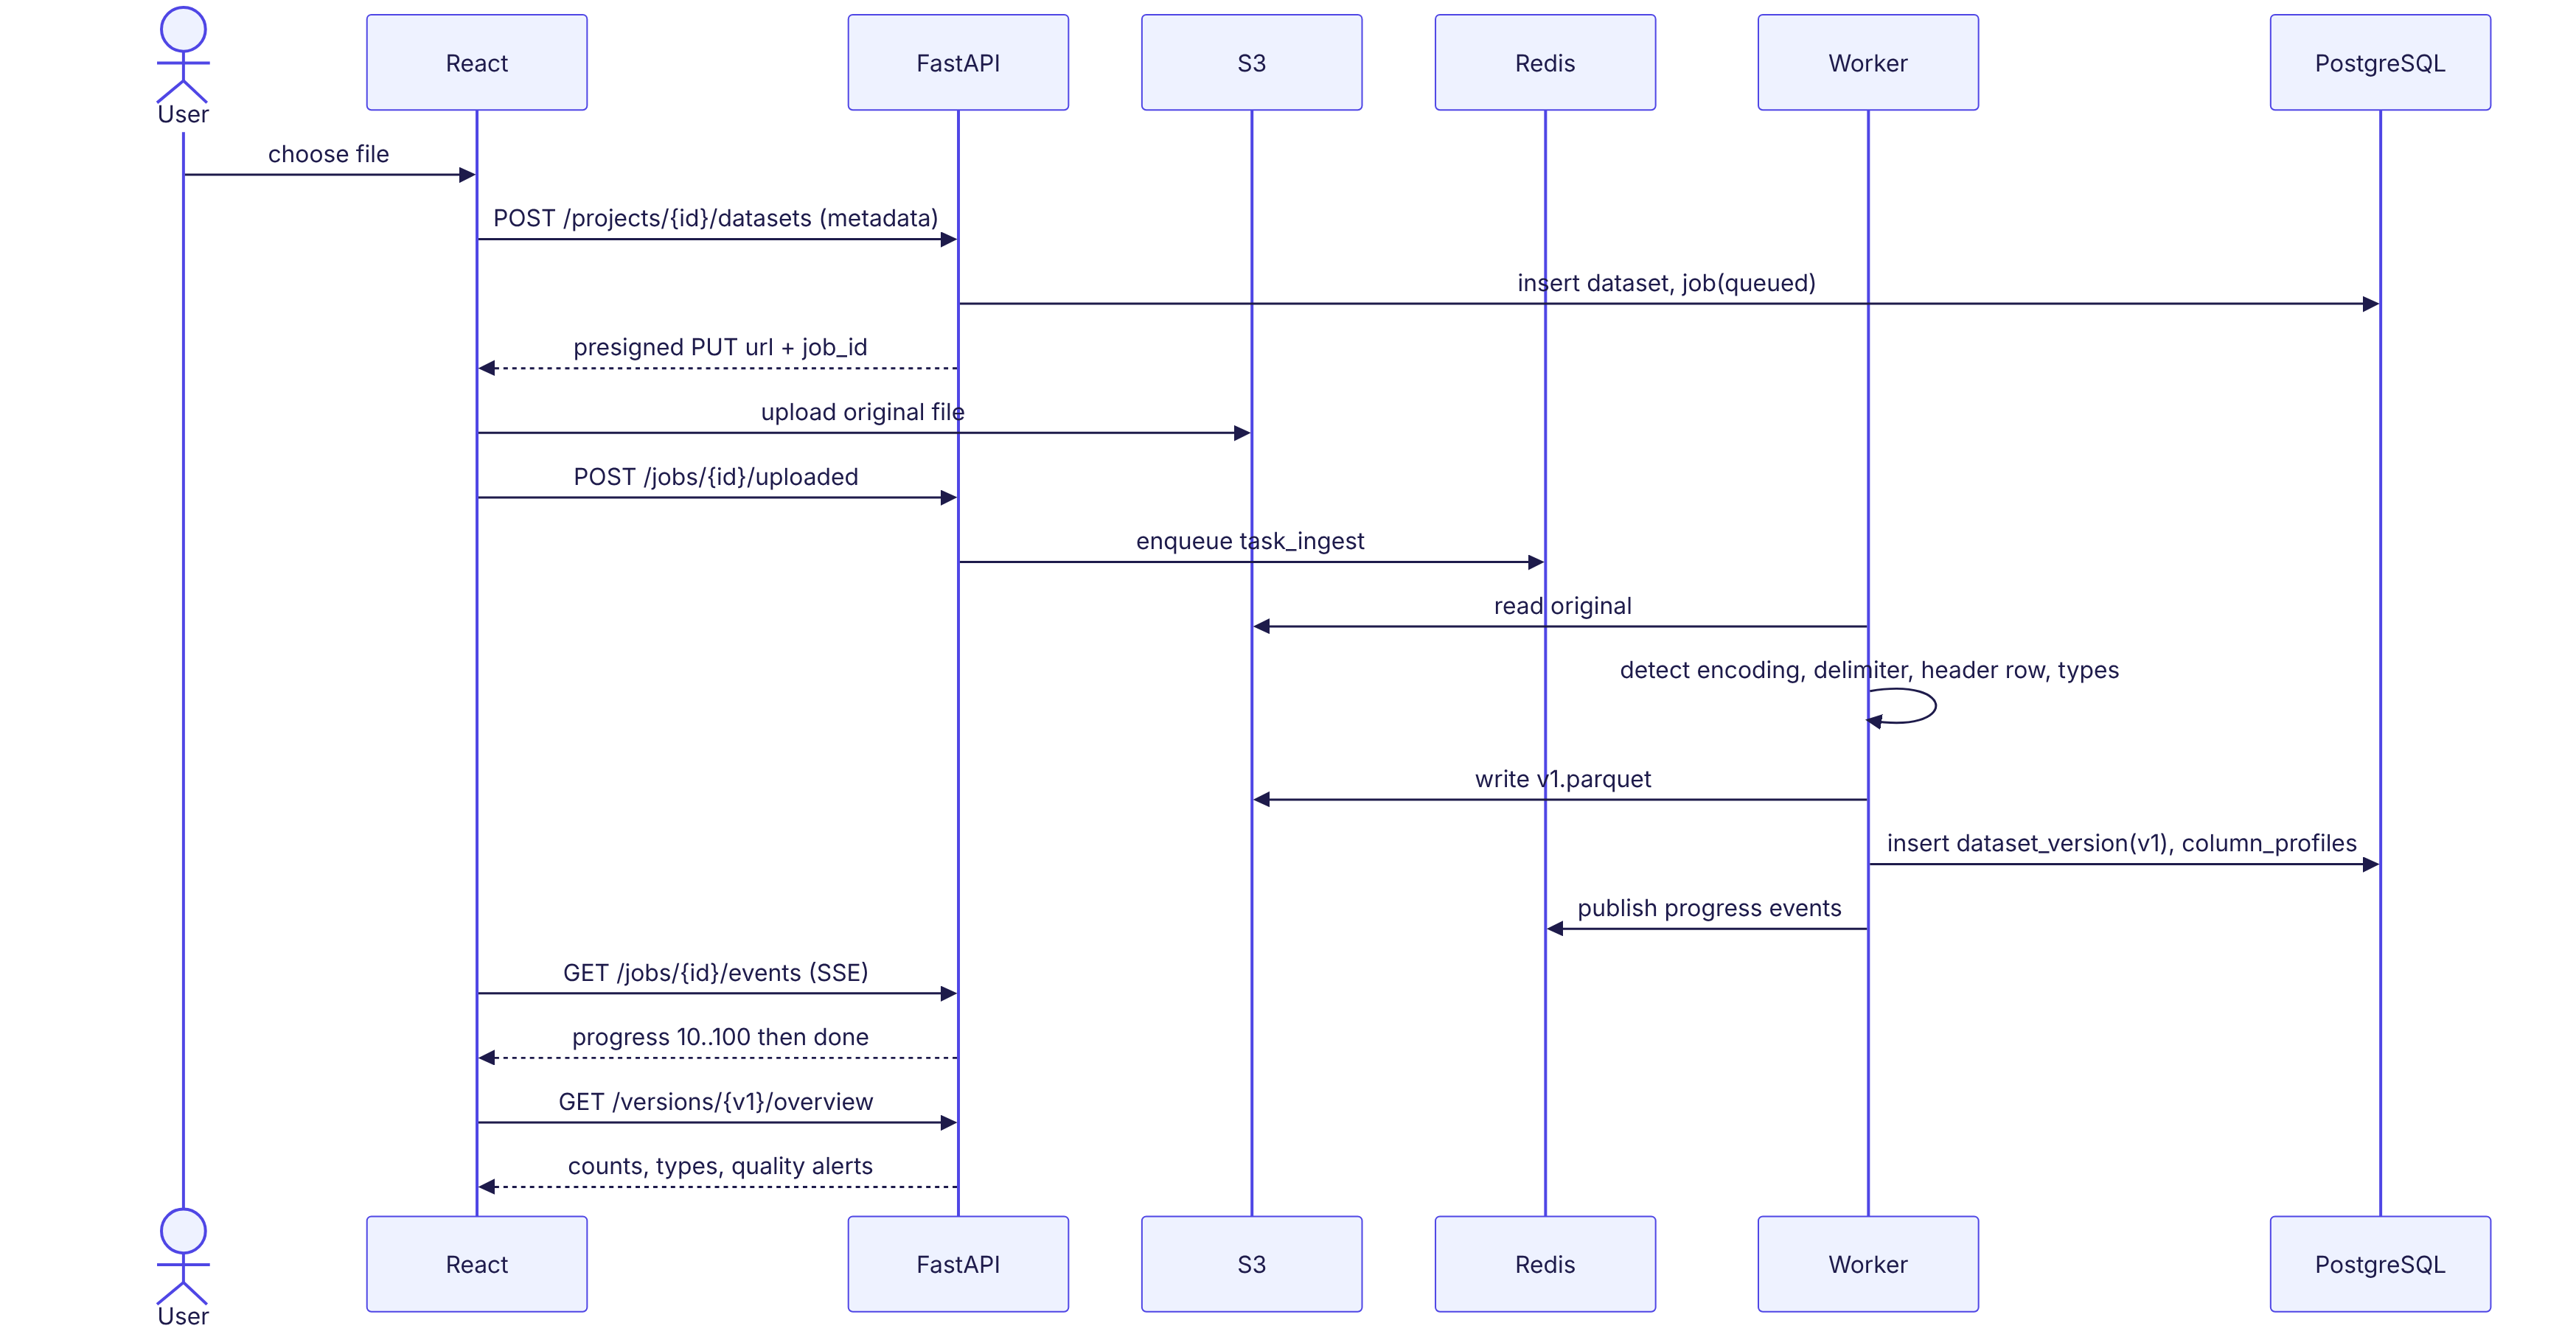 React
FastAPI
S3
Redis
Worker
PostgreSQL
User
choose file
POST /projects/{id}/datasets (metadata)
insert dataset, job(queued)
presigned PUT url + job_id
upload original file
POST /jobs/{id}/uploaded
enqueue task_ingest
read original
detect encoding, delimiter, header row, types
write v1.parquet
insert dataset_version(v1), column_profiles
publish progress events
GET /jobs/{id}/events (SSE)
progress 10..100 then done
GET /versions/{v1}/overview
counts, types, quality alerts
React
FastAPI
S3
Redis
Worker
PostgreSQL
User